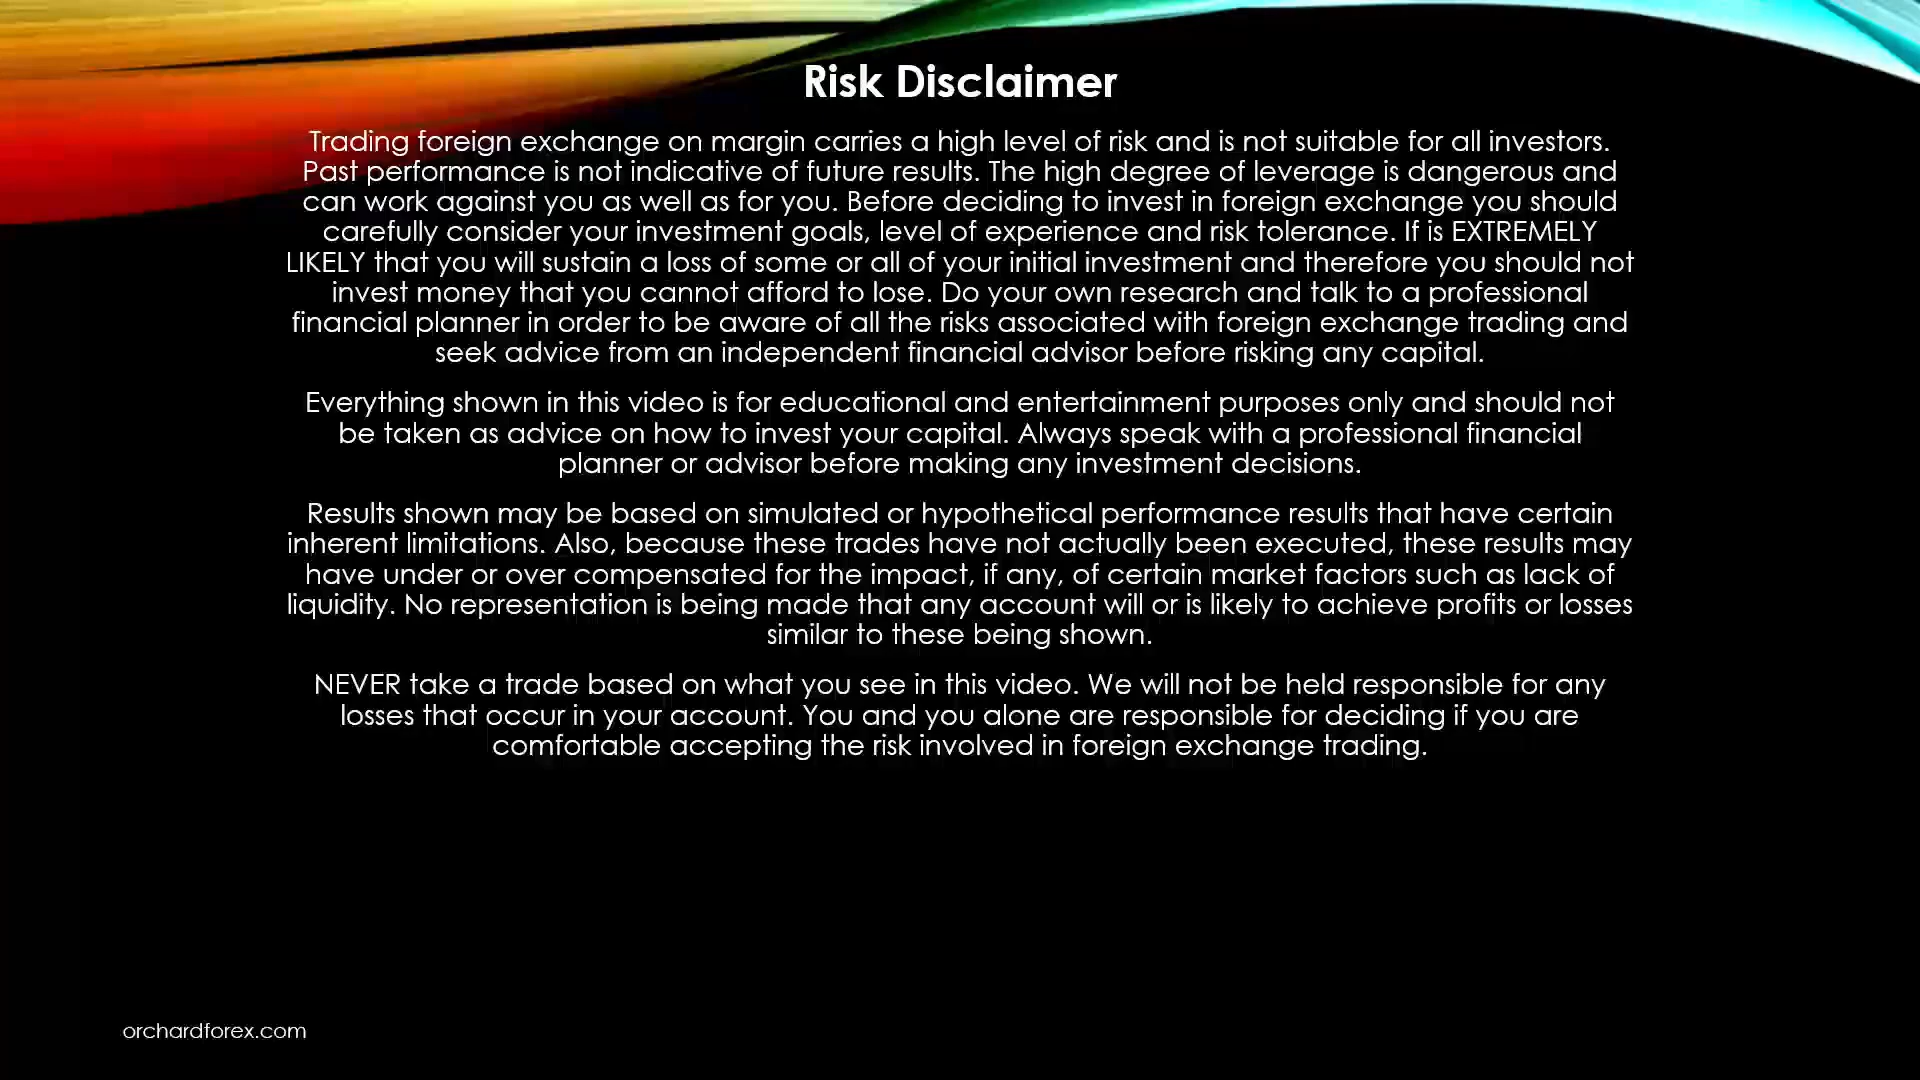 Risk Disclaimer
Trading foreign exchange on margin carries a high level of risk and is not suitable for all investors.
Past performance is not indicative of future results. The high degree of leverage is dangerous and
can work against you as well as for you. Before deciding to invest in foreign exchange you should
carefully consider your investment goals, level of experience and risk tolerance. If is EXTREMELY
LIKELY that you will sustain a loss of some or all of your initial investment and therefore you should not
invest money that you cannot afford to lose. Do your own research and talk to a professional
financial planner in order to be aware of all the risks associated with foreign exchange trading and
seek advice from an independent financial advisor before risking any capital.
Everything shown in this video is for educational and entertainment purposes only and should not
be taken as advice on how to invest your capital. Always speak with a professional financial
planner or advisor before making any investment decisions.
Results shown may be based on simulated or hypothetical performance results that have certain
inherent limitations. Also, because these trades have not actually been executed, these results may
have under or over compensated for the impact, if any, of certain market factors such as lack of
liquidity. No representation is being made that any account will or is likely to achieve profits or losses
similar to these being shown.
NEVER take a trade based on what you see in this video. We will not be held responsible for any
losses that occur in your account. You and you alone are responsible for deciding if you are
comfortable accepting the risk involved in foreign exchange trading.
orchardforex.com